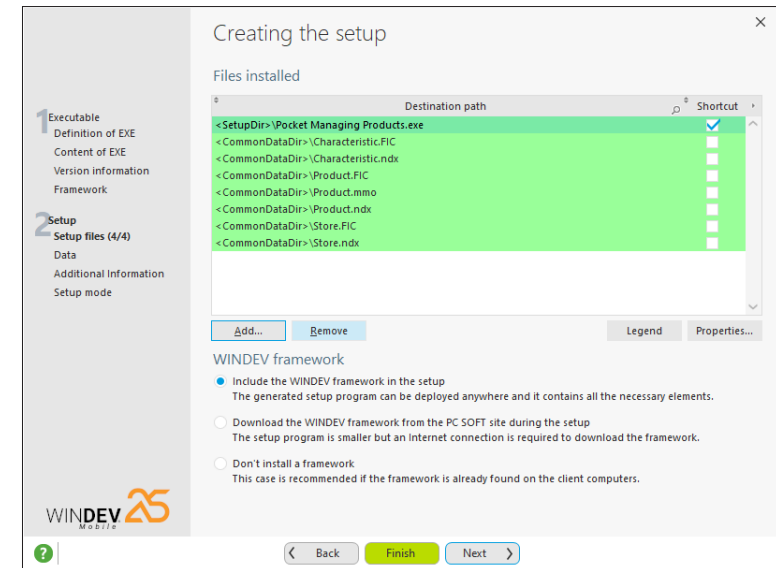 Creating the setup
Files installed
Destination path Shortcut
<SetupDir>\Pocket Managing Products.exe
<CommonDataDir>\Characteristic.FIC
<CommonDataDir>\Characteristic.ndx
<CommonDataDir>\Product.FIC
<CommonDataDir>\Product.mmo
<CommonDataDir>\Product.ndx
<CommonDataDir>\Store.FIC
<CommonDataDir>\Store.ndx
Add... Remove Legend Properties...
WINDEV framework
Include the WINDEV framework in the setup
The generated setup program can be deployed anywhere and it contains all the necessary elements.
Download the WINDEV framework from the PC SOFT site during the setup
The setup program is smaller but an Internet connection is required to download the framework.
Don't install a framework
This case is recommended if the framework is already found on the client computers.
1 Executable
Definition of EXE
Content of EXE
Version information
Framework
2 Setup
Setup files (4/4)
Data
Additional Information
Setup mode
WINDEV 25
Mobile
? Back Finish Next